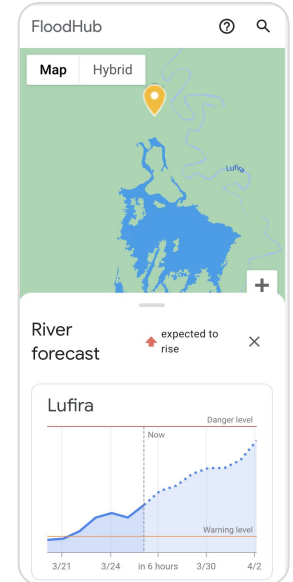 FloodHub
Map Hybrid
Lufira
River
forecast
expected to
rise
Lufira
Danger level
Now
Warning level
3/21 3/24 in 6 hours 3/30 4/2